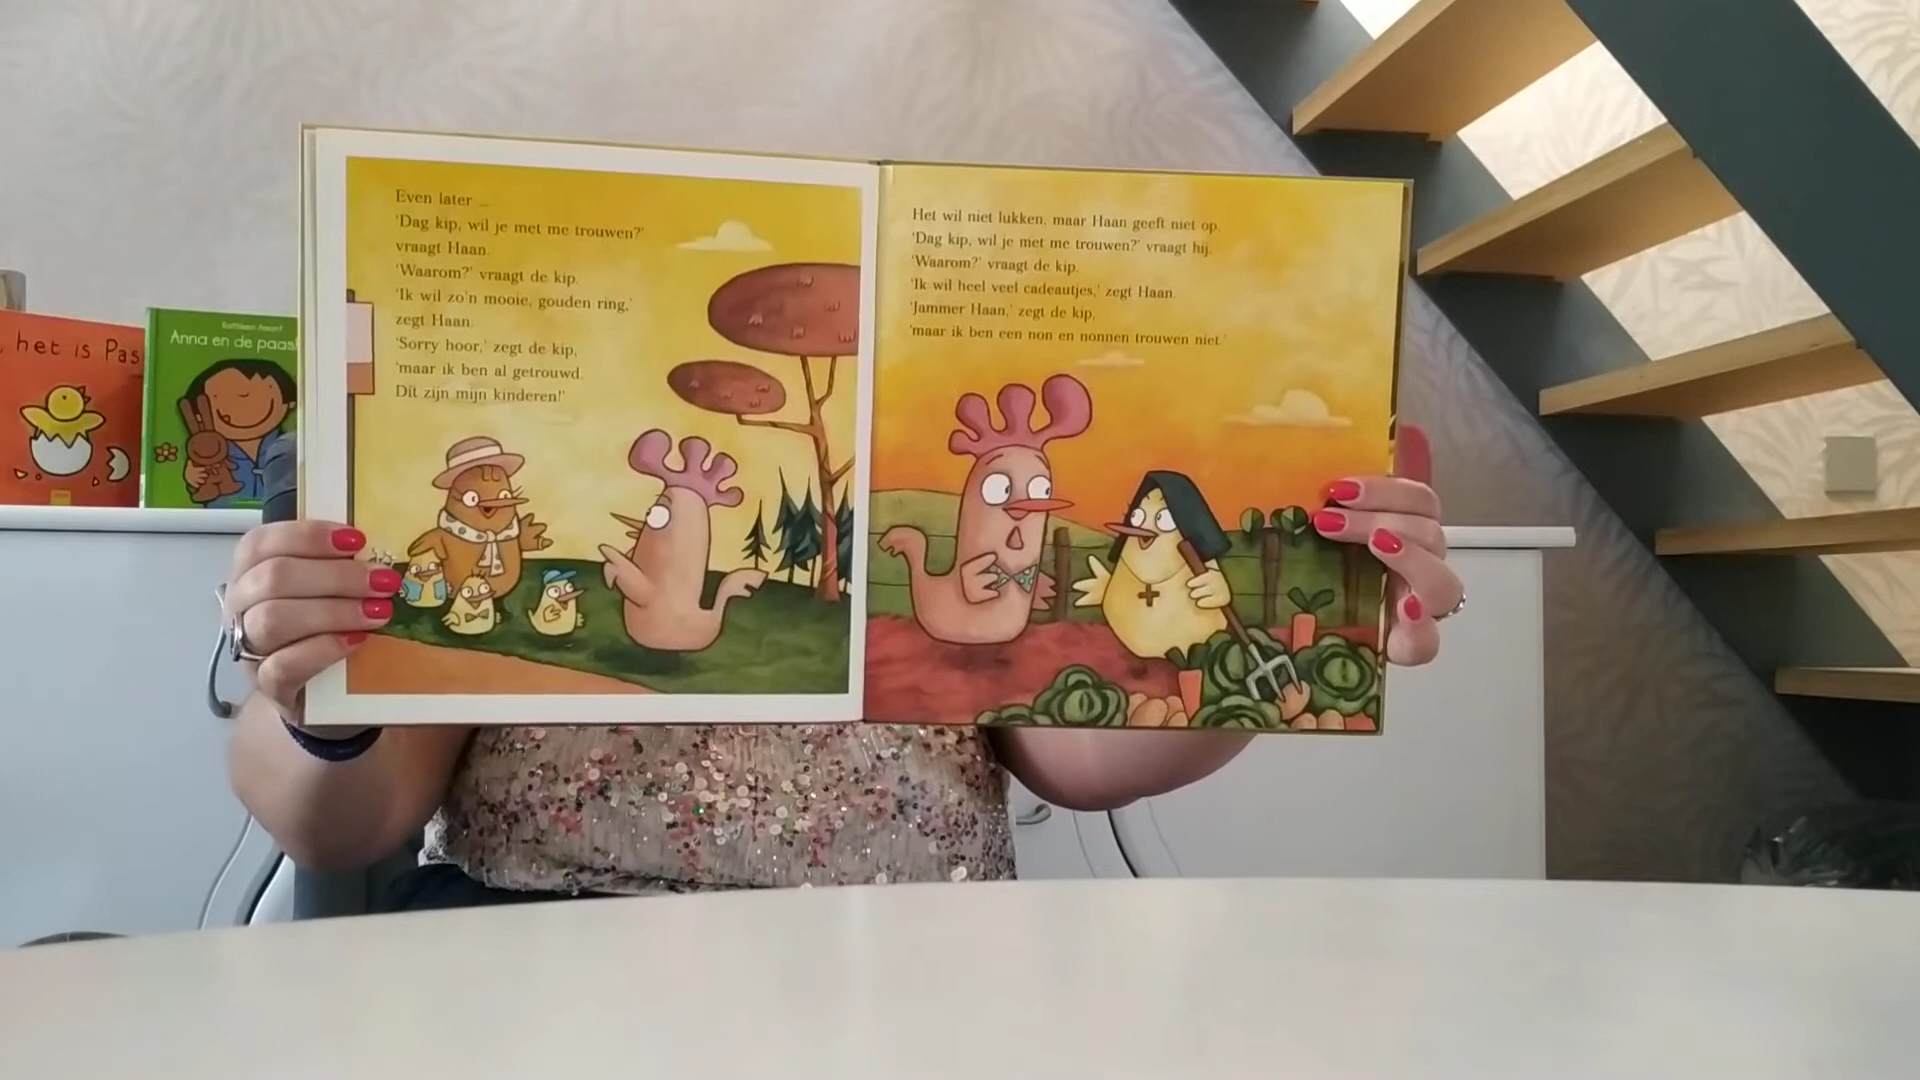 Even later ...
'Dag kip, wil je met me trouwen?'
vraagt Haan.
'Waarom?' vraagt de kip.
'Ik wil zo'n mooie, gouden ring,'
zegt Haan.
'Sorry hoor,' zegt de kip,
'maar ik ben al getrouwd.
Dit zijn mijn kinderen!'
Het wil niet lukken, maar Haan geeft niet op.
'Dag kip, wil je met me trouwen?' vraagt hij.
'Waarom?' vraagt de kip.
'Ik wil heel veel cadeautjes,' zegt Haan.
'Jammer Haan,' zegt de kip,
'maar ik ben een non en nonnen trouwen niet.'
het is Pas
Kathleen Amant
Anna en de paas